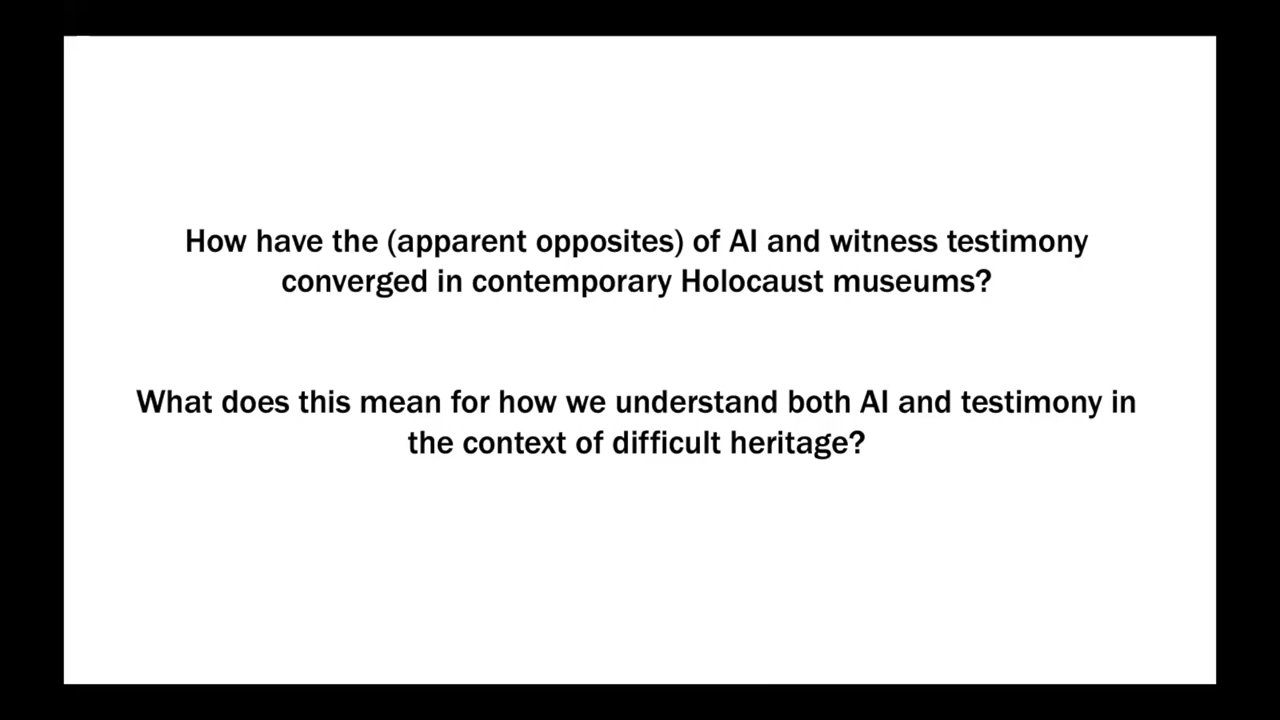 How have the (apparent opposites) of AI and witness testimony
converged in contemporary Holocaust museums?
What does this mean for how we understand both AI and testimony in
the context of difficult heritage?